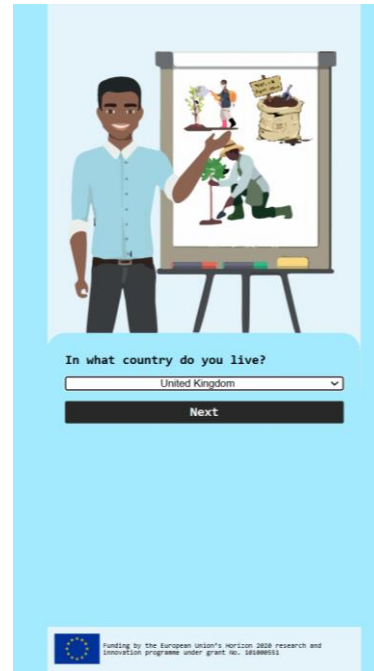 In what country do you live?
United Kingdom
Next
Funding by the European Union's Horizon 2020 research and
innovation programme under grant No. 101000551